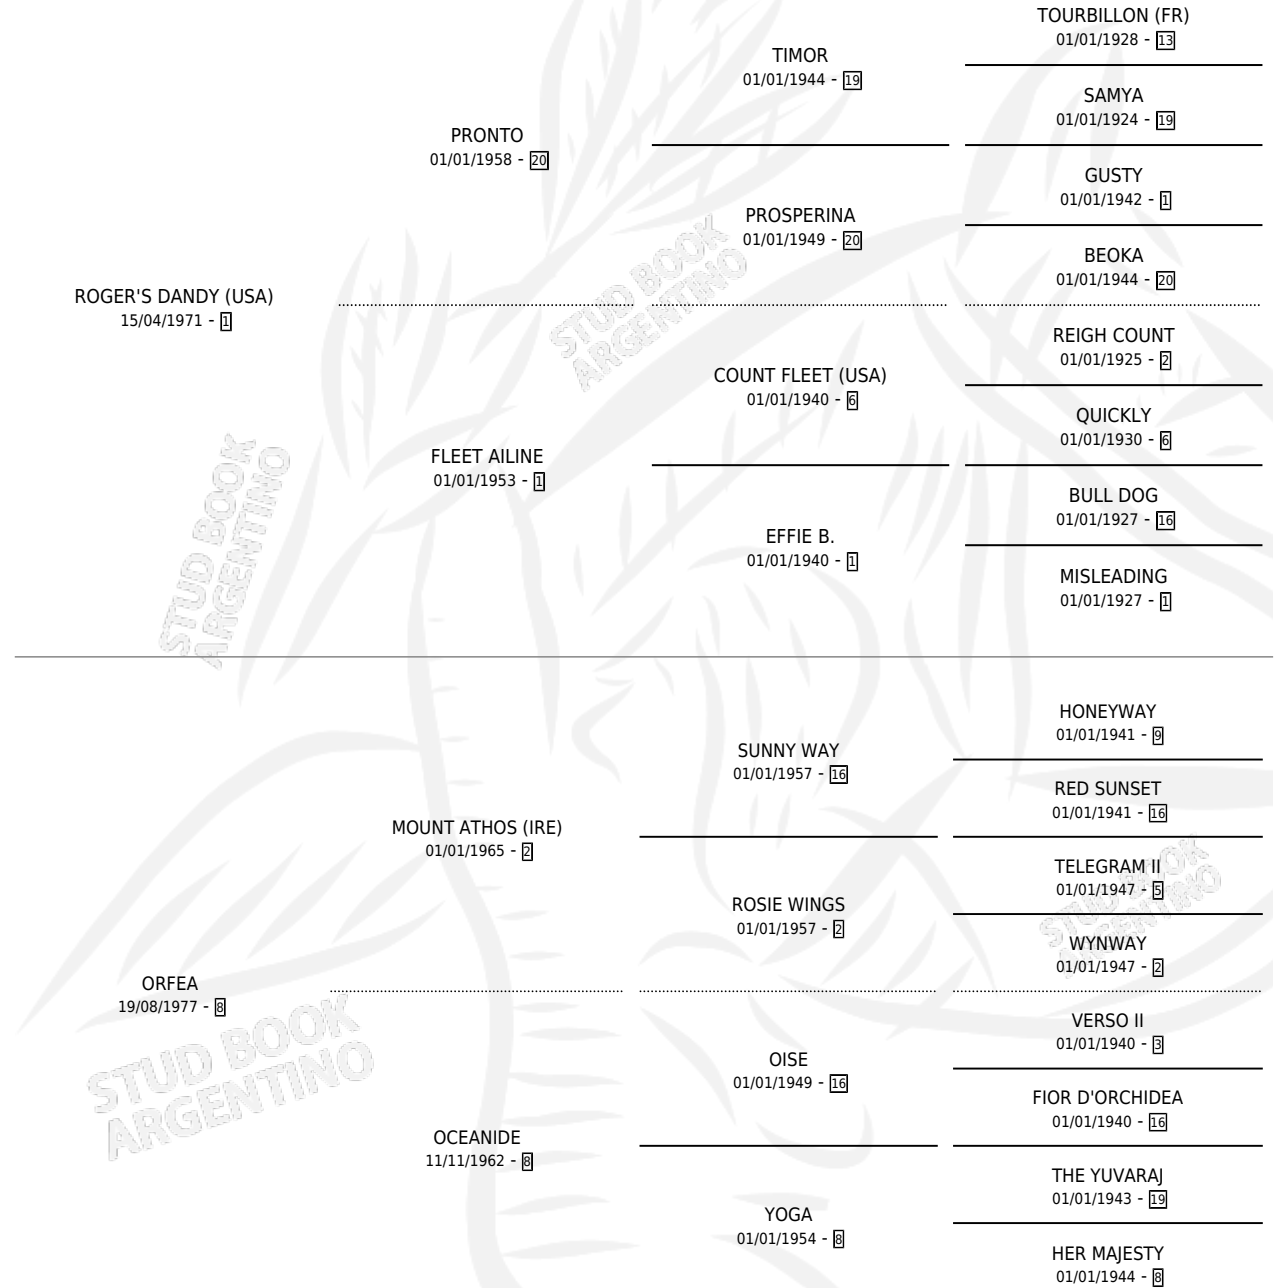 TOURBILLON (FR)
01/01/1928 - 13
TIMOR
01/01/1944 - 19
SAMYA
01/01/1924 - 19
PRONTO
01/01/1958 - 20
GUSTY
01/01/1942 - 1
PROSPERINA
01/01/1949 - 20
BEOKA
01/01/1944 - 20
ROGER'S DANDY (USA)
15/04/1971 - 1
REIGH COUNT
01/01/1925 - 2
COUNT FLEET (USA)
01/01/1940 - 6
QUICKLY
01/01/1930 - 6
FLEET AILINE
01/01/1953 - 1
BULL DOG
01/01/1927 - 16
EFFIE B.
01/01/1940 - 1
MISLEADING
01/01/1927 - 1
STUD BOOK
ARGENTINO
STUD BOOK
ARGENTINO
HONEYWAY
01/01/1941 - 9
SUNNY WAY
01/01/1957 - 16
RED SUNSET
01/01/1941 - 16
MOUNT ATHOS (IRE)
01/01/1965 - 2
TELEGRAM II
01/01/1947 - 5
ROSIE WINGS
01/01/1957 - 2
WYNWAY
01/01/1947 - 2
STUD BOOK
ARGENTINO
ORFEA
19/08/1977 - 8
VERSO II
01/01/1940 - 3
OISE
01/01/1949 - 16
FIOR D'ORCHIDEA
01/01/1940 - 16
OCEANIDE
11/11/1962 - 8
THE YUVARAJ
01/01/1943 - 19
YOGA
01/01/1954 - 8
HER MAJESTY
01/01/1944 - 8
STUD BOOK
ARGENTINO